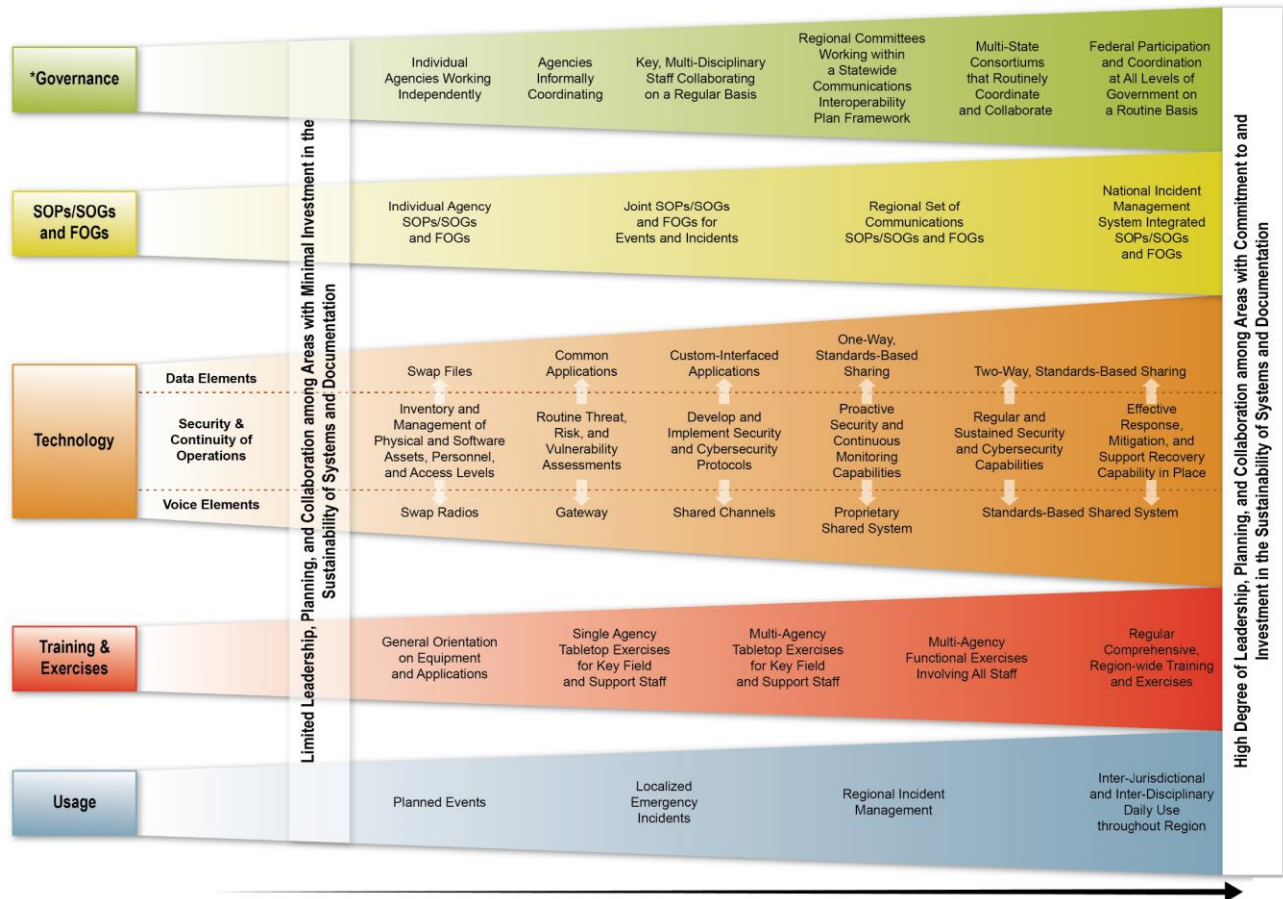 *Governance
Individual
Agencies Working
Independently
Agencies
Informally
Coordinating
Key, Multi-Disciplinary
Staff Collaborating
on a Regular Basis
Regional Committees
Working within
a Statewide
Communications
Interoperability
Plan Framework
Multi-State
Consortiums
that Routinely
Coordinate
and Collaborate
Federal Participation
and Coordination
at All Levels of
Government on
a Routine Basis
SOPs/SOGs
and FOGs
Individual Agency
SOPs/SOGs
and FOGs
Joint SOPs/SOGs
and FOGs for
Events and Incidents
Regional Set of
Communications
SOPs/SOGs and FOGs
National Incident
Management
System Integrated
SOPs/SOGs
and FOGs
Technology
Data Elements
Swap Files
Common
Applications
Custom-Interfaced
Applications
One-Way,
Standards-Based
Sharing
Two-Way, Standards-Based Sharing
Security &
Continuity of
Operations
Inventory and
Management of
Physical and Software
Assets, Personnel,
and Access Levels
Routine Threat,
Risk, and
Vulnerability
Assessments
Develop and
Implement Security
and Cybersecurity
Protocols
Proactive
Security and
Continuous
Monitoring
Capabilities
Regular and
Sustained Security
and Cybersecurity
Capabilities
Effective
Response,
Mitigation, and
Support Recovery
Capability in Place
Voice Elements
Swap Radios
Gateway
Shared Channels
Proprietary
Shared System
Standards-Based Shared System
Training &
Exercises
General Orientation
on Equipment
and Applications
Single Agency
Tabletop Exercises
for Key Field
and Support Staff
Multi-Agency
Tabletop Exercises
for Key Field
and Support Staff
Multi-Agency
Functional Exercises
Involving All Staff
Regular
Comprehensive,
Region-wide Training
and Exercises
Usage
Planned Events
Localized
Emergency
Incidents
Regional Incident
Management
Inter-Jurisdictional
and Inter-Disciplinary
Daily Use
throughout Region
Limited Leadership, Planning, and Collaboration among Areas with Minimal Investment in the
Sustainability of Systems and Documentation
High Degree of Leadership, Planning, and Collaboration among Areas with Commitment to and
Investment in the Sustainability of Systems and Documentation